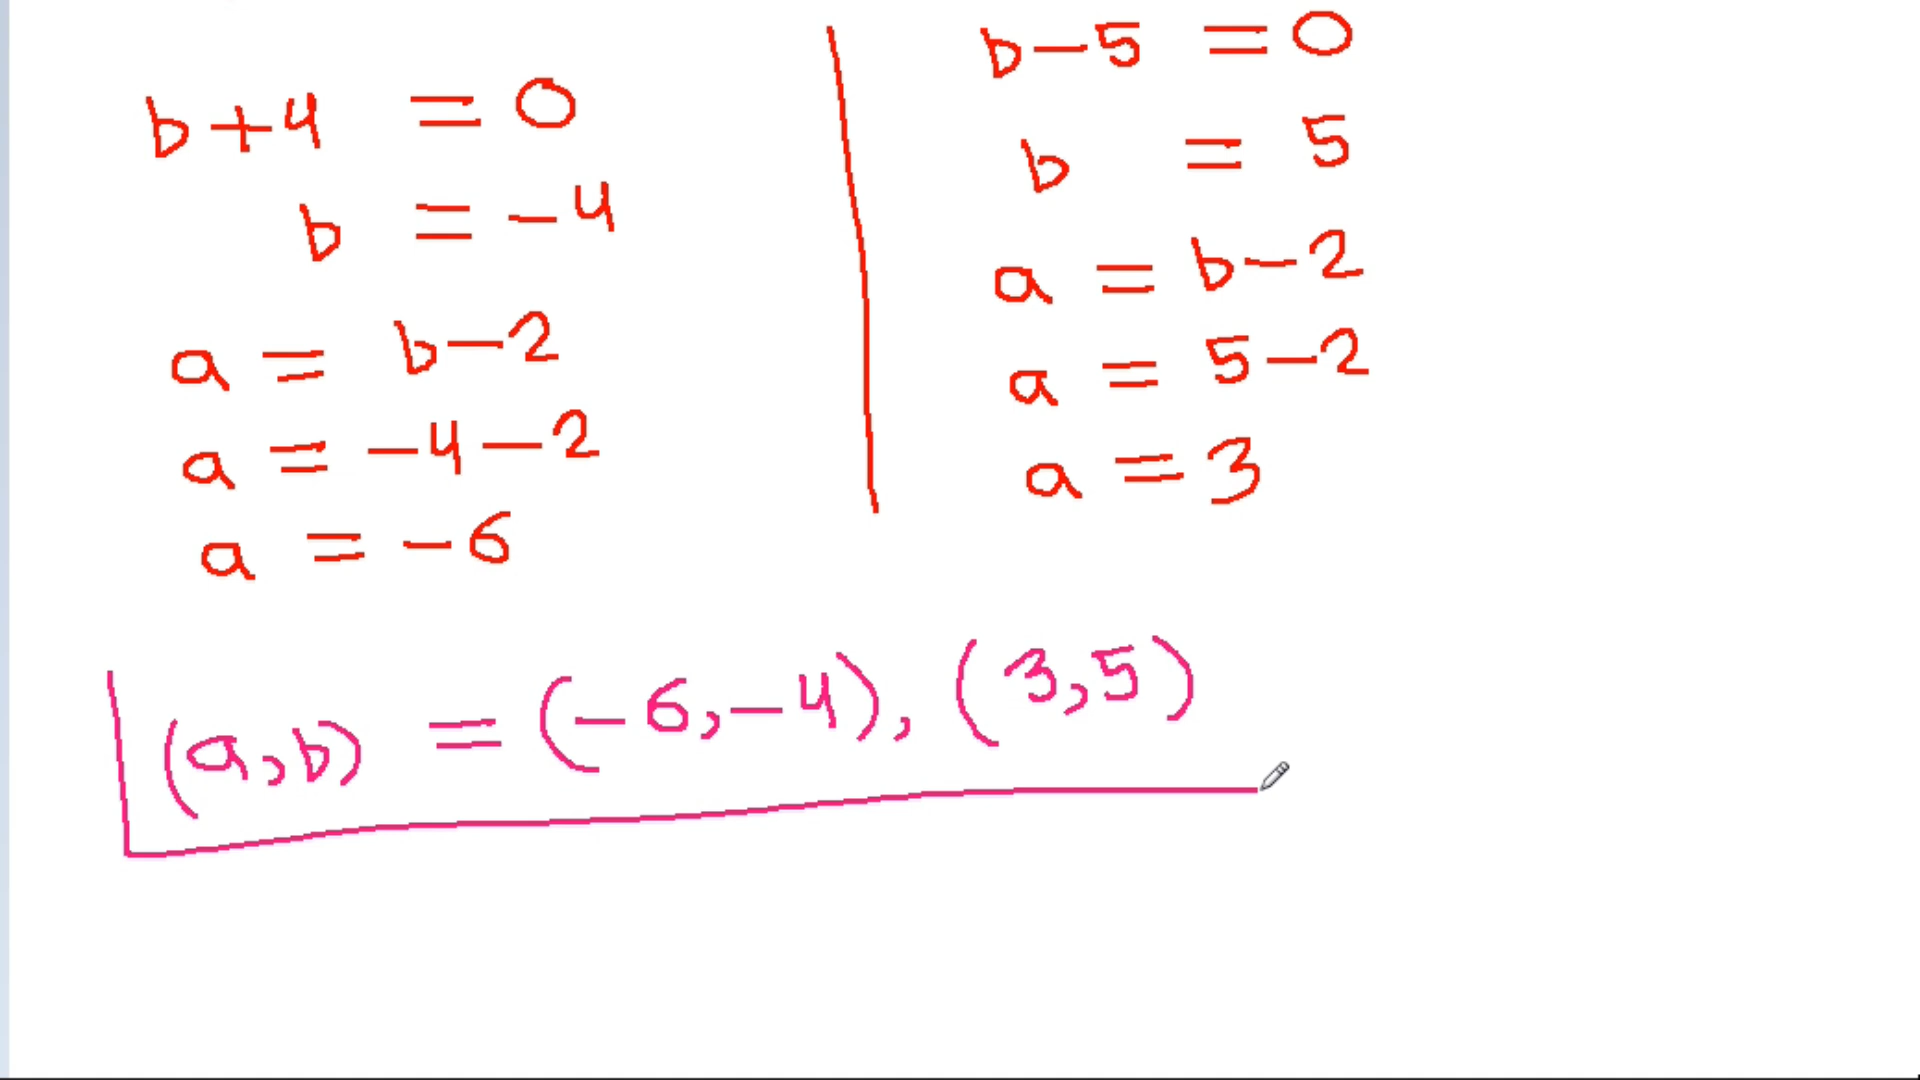 b+4 = 0
b = -4
a = b-2
a = -4-2
a = -6
b-5 = 0
b = 5
a = b-2
a = 5-2
a = 3
(a,b) = (-6,-4), (3,5)